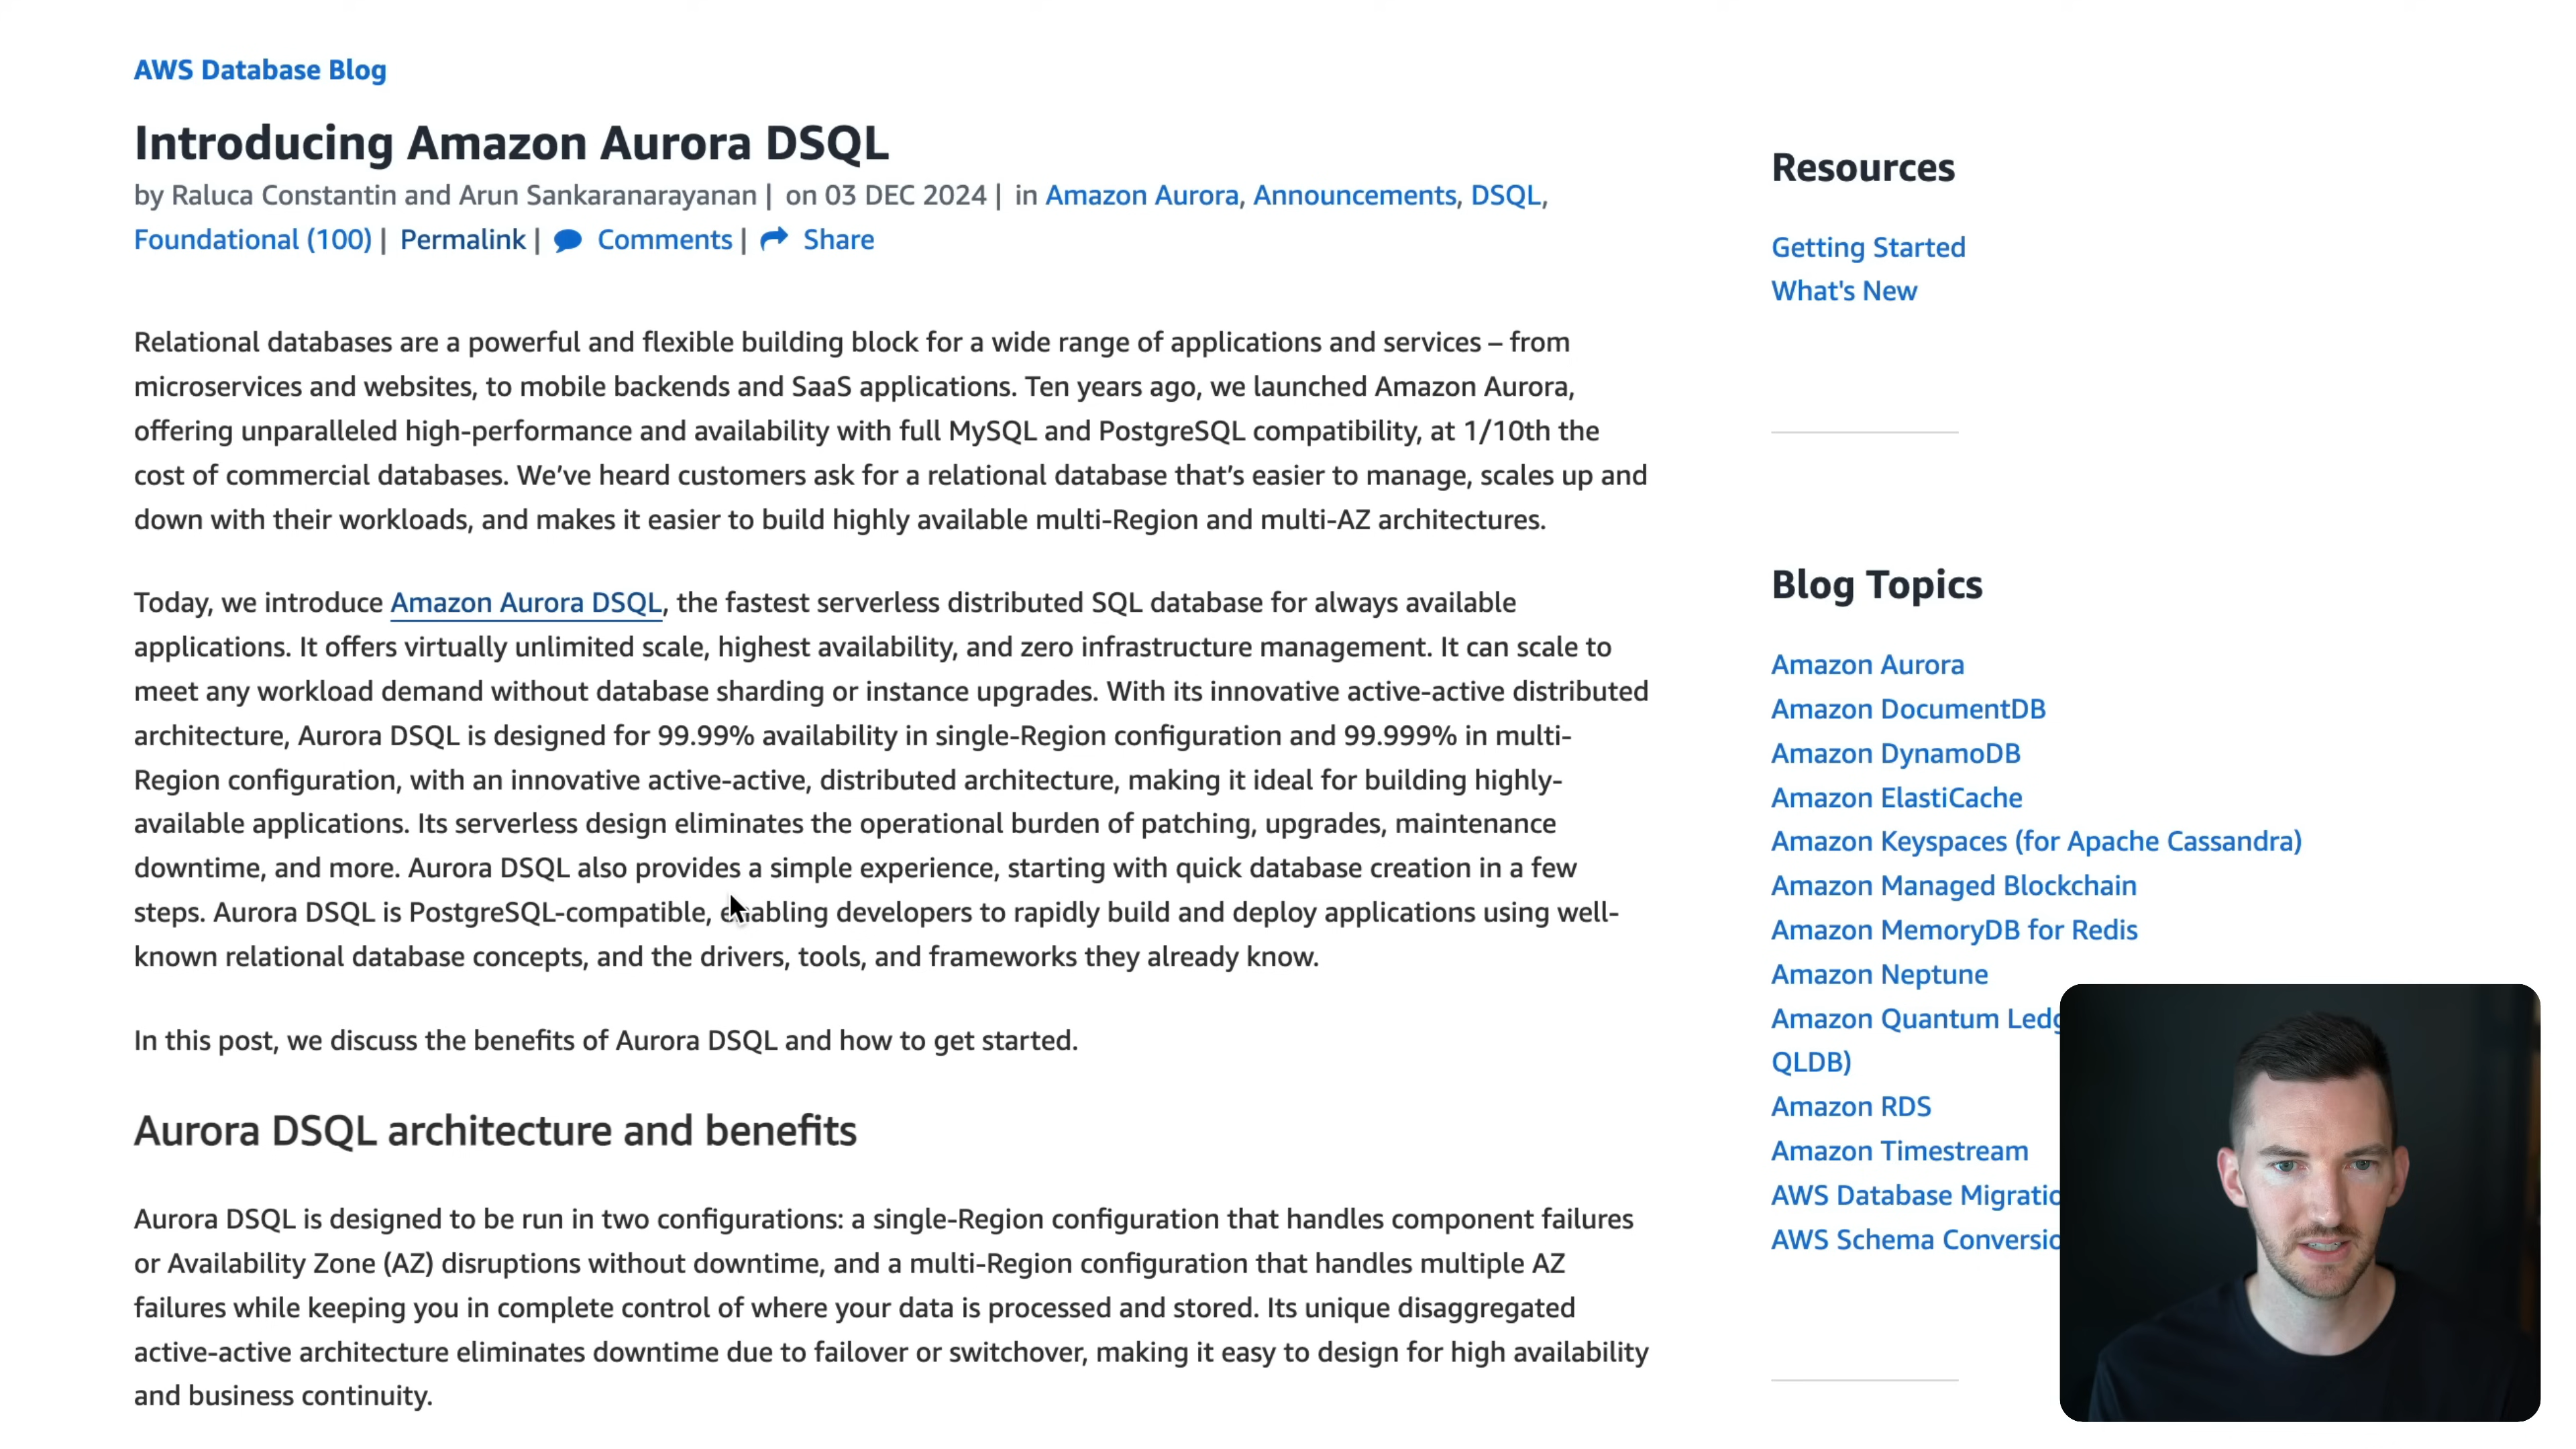 AWS Database Blog
Introducing Amazon Aurora DSQL
by Raluca Constantin and Arun Sankaranarayanan | on 03 DEC 2024 | in Amazon Aurora, Announcements, DSQL,
Foundational (100) | Permalink | Comments | Share
Relational databases are a powerful and flexible building block for a wide range of applications and services – from
microservices and websites, to mobile backends and SaaS applications. Ten years ago, we launched Amazon Aurora,
offering unparalleled high-performance and availability with full MySQL and PostgreSQL compatibility, at 1/10th the
cost of commercial databases. We’ve heard customers ask for a relational database that’s easier to manage, scales up and
down with their workloads, and makes it easier to build highly available multi-Region and multi-AZ architectures.
Today, we introduce Amazon Aurora DSQL, the fastest serverless distributed SQL database for always available
applications. It offers virtually unlimited scale, highest availability, and zero infrastructure management. It can scale to
meet any workload demand without database sharding or instance upgrades. With its innovative active-active distributed
architecture, Aurora DSQL is designed for 99.99% availability in single-Region configuration and 99.999% in multi-
Region configuration, with an innovative active-active, distributed architecture, making it ideal for building highly-
available applications. Its serverless design eliminates the operational burden of patching, upgrades, maintenance
downtime, and more. Aurora DSQL also provides a simple experience, starting with quick database creation in a few
steps. Aurora DSQL is PostgreSQL-compatible, enabling developers to rapidly build and deploy applications using well-
known relational database concepts, and the drivers, tools, and frameworks they already know.
In this post, we discuss the benefits of Aurora DSQL and how to get started.
Aurora DSQL architecture and benefits
Aurora DSQL is designed to be run in two configurations: a single-Region configuration that handles component failures
or Availability Zone (AZ) disruptions without downtime, and a multi-Region configuration that handles multiple AZ
failures while keeping you in complete control of where your data is processed and stored. Its unique disaggregated
active-active architecture eliminates downtime due to failover or switchover, making it easy to design for high availability
and business continuity.
Resources
Getting Started
What's New
Blog Topics
Amazon Aurora
Amazon DocumentDB
Amazon DynamoDB
Amazon ElastiCache
Amazon Keyspaces (for Apache Cassandra)
Amazon Managed Blockchain
Amazon MemoryDB for Redis
Amazon Neptune
Amazon Quantum
QLDB)
Amazon RDS
Amazon Timestream
AWS Database
AWS Schema